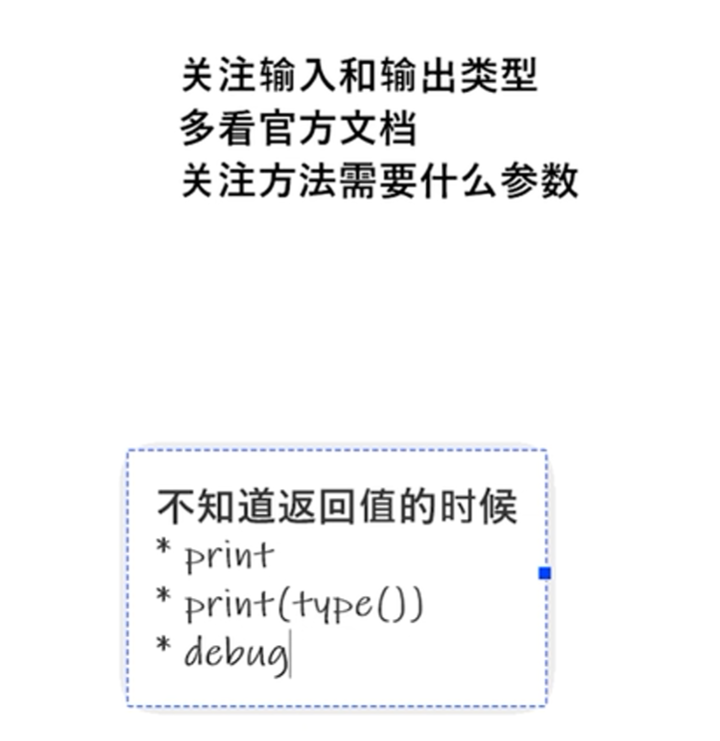 关注输入和输出类型
多看官方文档
关注方法需要什么参数
不知道返回值的时候
* print
* print(type())
* debug